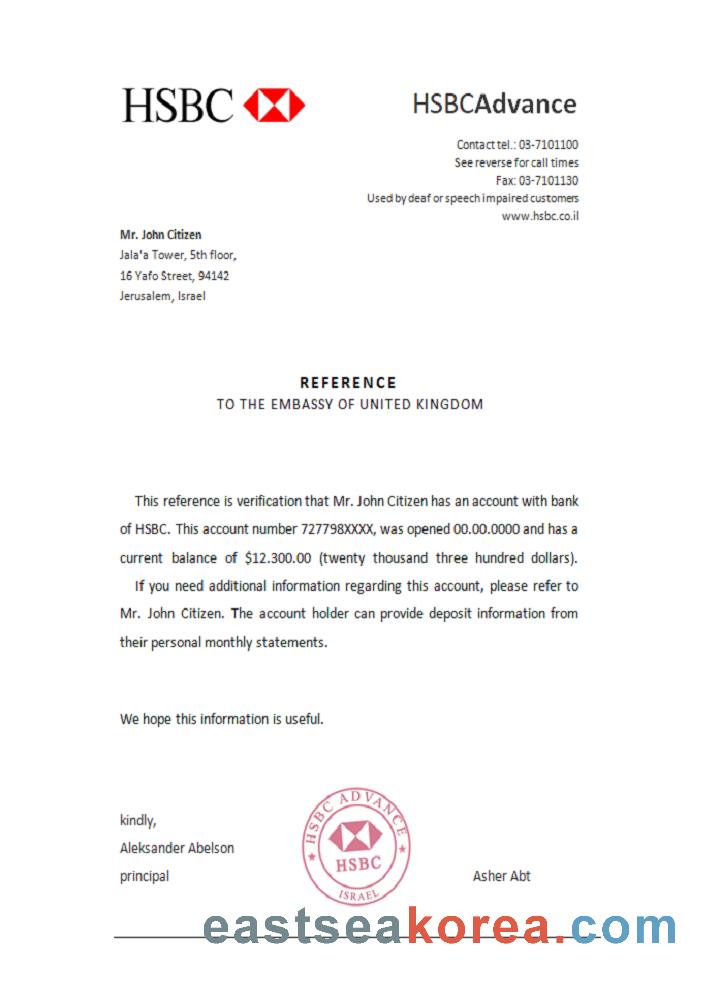 HSBC
HSBCAdvance
Contact tel.: 03-7101100
See reverse for call times
Fax: 03-7101130
Used by deaf or speech impaired customers
www.hsbc.co.il
Mr. John Citizen
Jala'a Tower, 5th floor,
16 Yafo Street, 94142
Jerusalem, Israel
REFERENCE
TO THE EMBASSY OF UNITED KINGDOM
This reference is verification that Mr. John Citizen has an account with bank
of HSBC. This account number 727798XXXX, was opened 00.00.0000 and has a
current balance of $12.300.00 (twenty thousand three hundred dollars).
If you need additional information regarding this account, please refer to
Mr. John Citizen. The account holder can provide deposit information from
their personal monthly statements.
We hope this information is useful.
kindly,
Aleksander Abelson
principal
HSBC ADVANCE
HSBC
ISRAEL
Asher Abt
eastseakorea.com